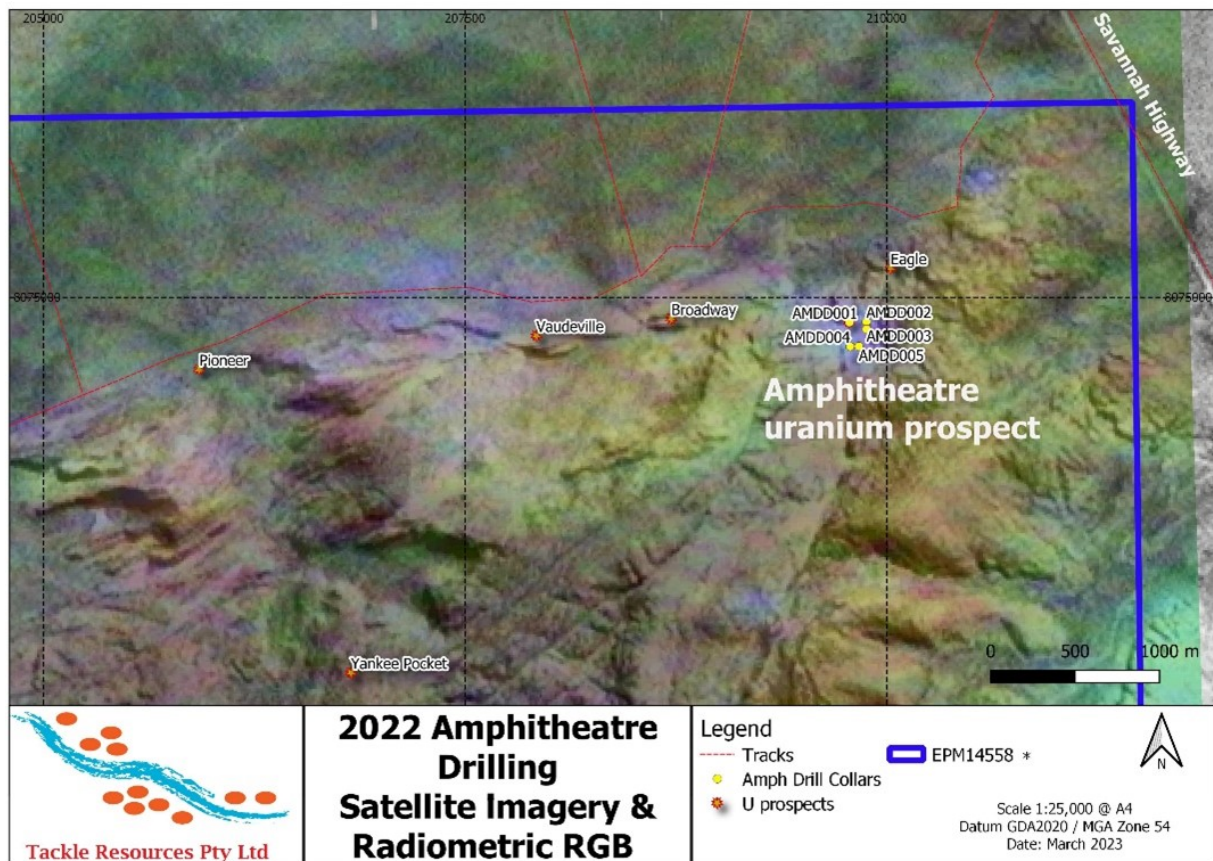 205000
207500
210000
Savannah Highway
8075000
8075000
Eagle
Broadway
Vaudeville
Pioneer
AMDD001
AMDD002
AMDD004
AMDD003
AMDD005
Amphitheatre
uranium prospect
Yankee Pocket
0 500 1000 m
Tackle Resources Pty Ltd
2022 Amphitheatre
Drilling
Satellite Imagery &
Radiometric RGB
Legend
Tracks
Amph Drill Collars
U prospects
EPM14558 *
N
Scale 1:25,000 @ A4
Datum GDA2020 / MGA Zone 54
Date: March 2023